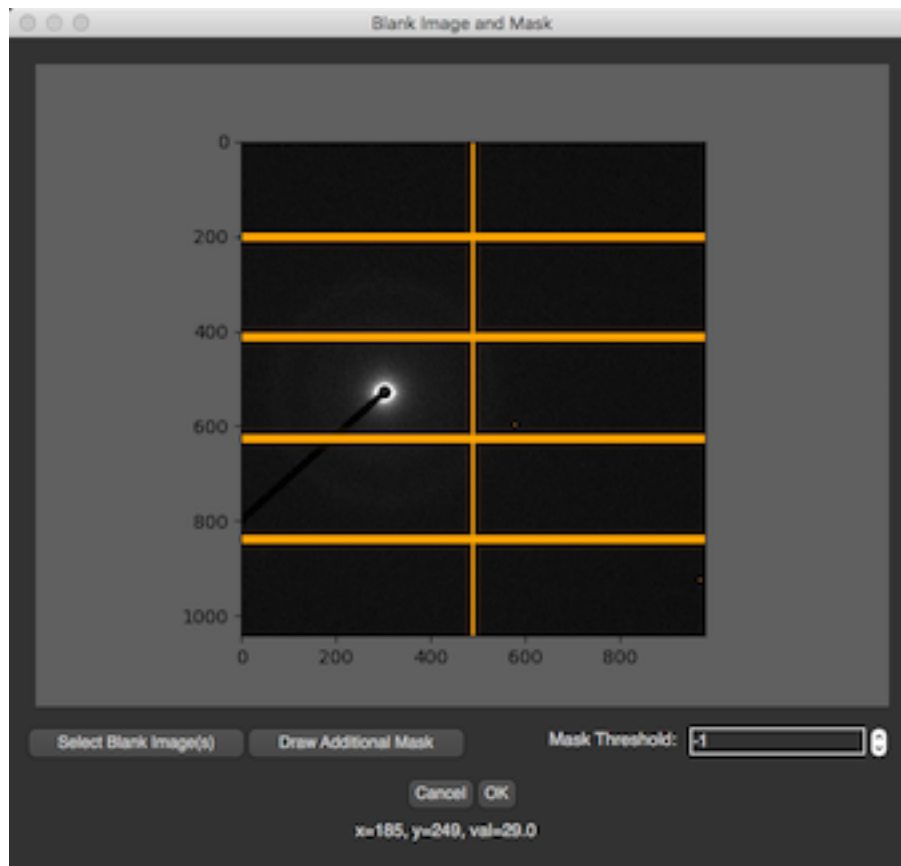 Blank Image and Mask
0
200
400
600
800
1000
0 200 400 600 800
Select Blank Image(s) Draw Additional Mask Mask Threshold: -1
Cancel OK
x=185, y=249, val=29.0